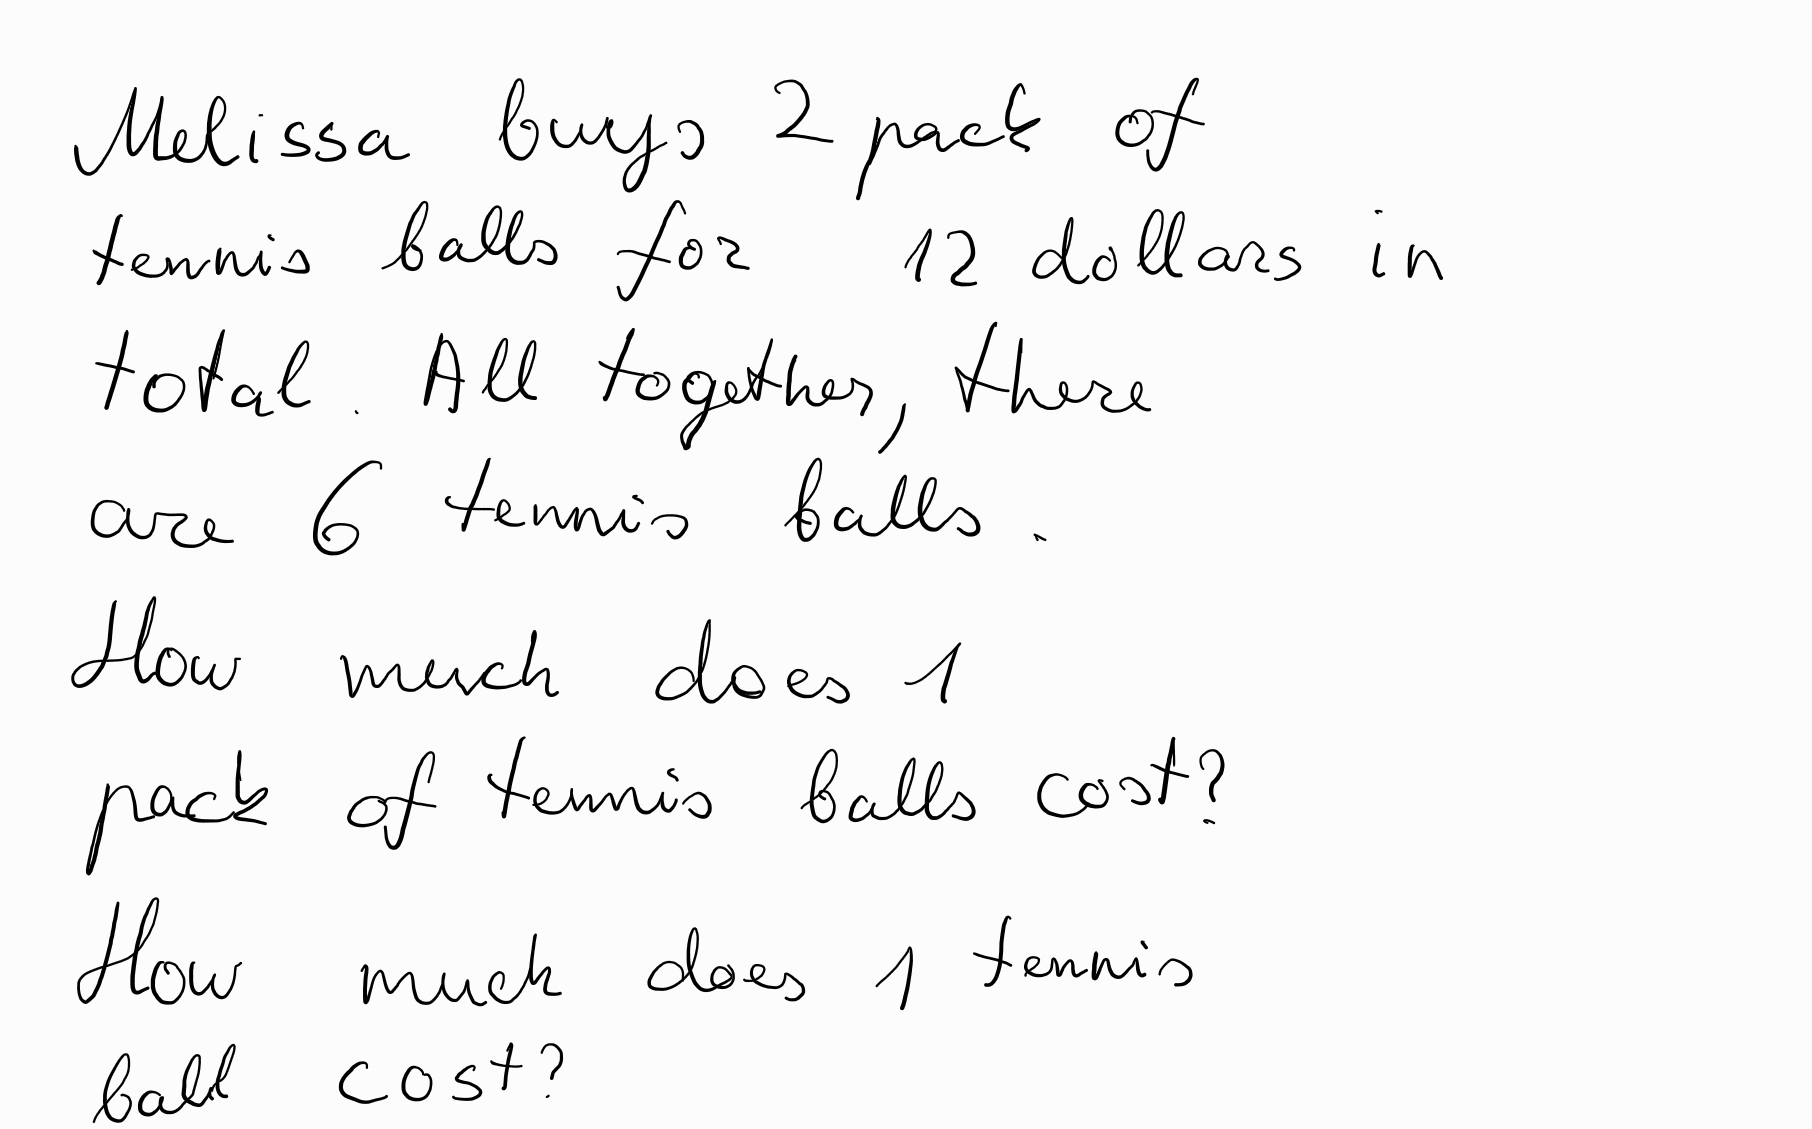 Melissa buys 2 pack of
tennis balls for 12 dollars in
total. All together, there
are 6 tennis balls.
How much does 1
pack of tennis balls cost?
How much does 1 tennis
ball cost?